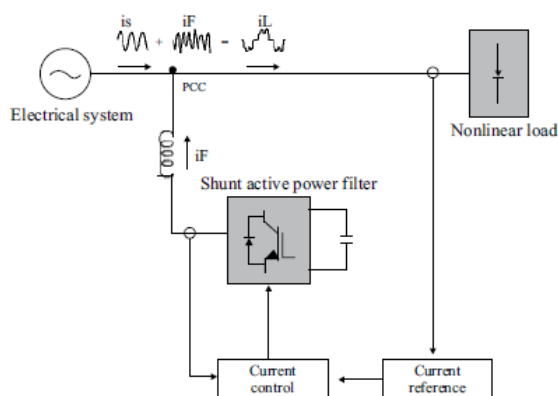 is + iF = iL
PCC
Electrical system
Nonlinear load
iF
Shunt active power filter
Current
control
Current
reference